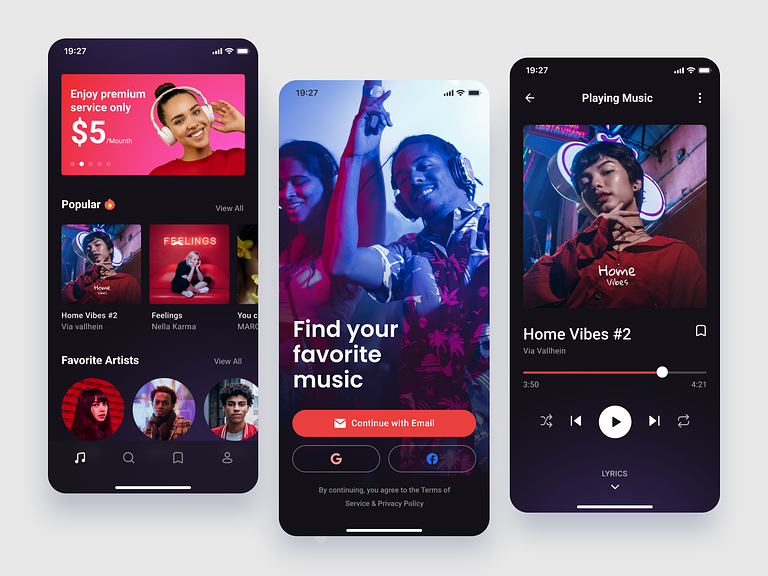 19:27
Enjoy premium
service only
$5/Mounth
Popular
View All
Home
Vibes
FEELINGS
Home Vibes #2
Via vallhein
Feelings
Nella Karma
You c
MARC
Favorite Artists
View All
19:27
Find your
favorite
music
Continue with Email
G
f
By continuing, you agree to the Terms of
Service & Privacy Policy
19:27
Playing Music
RESTAURANT
Home
Vibes
Home Vibes #2
Via Vallhein
3:50
4:21
LYRICS